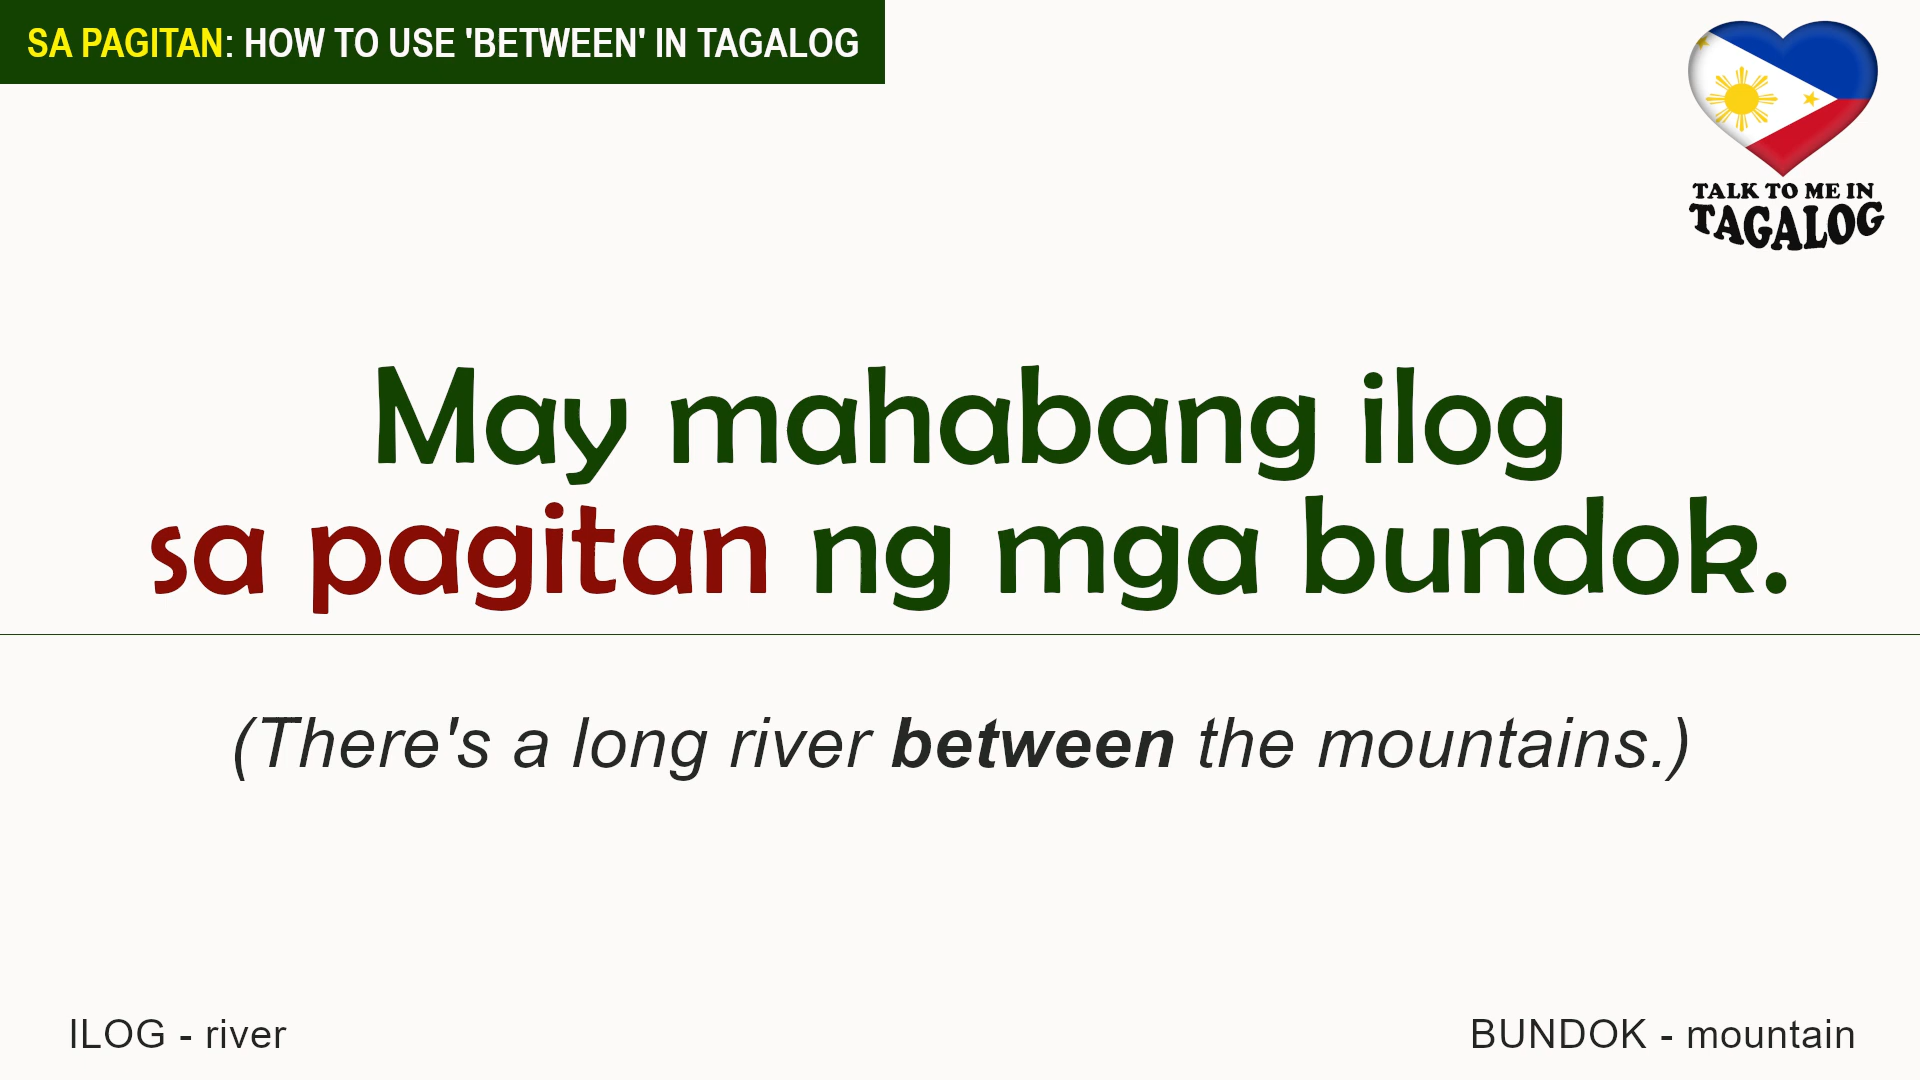 SA PAGITAN: HOW TO USE 'BETWEEN' IN TAGALOG
TALK TO ME IN
TAGALOG
May mahabang ilog
sa pagitan ng mga bundok.
(There's a long river between the mountains.)
ILOG - river
BUNDOK - mountain